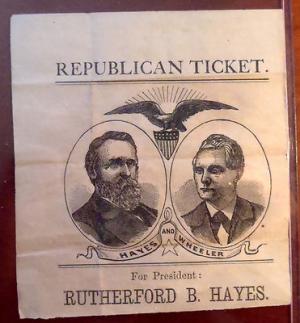 REPUBLICAN TICKET.
HAYES AND WHEELER
For President:
RUTHERFORD B. HAYES.